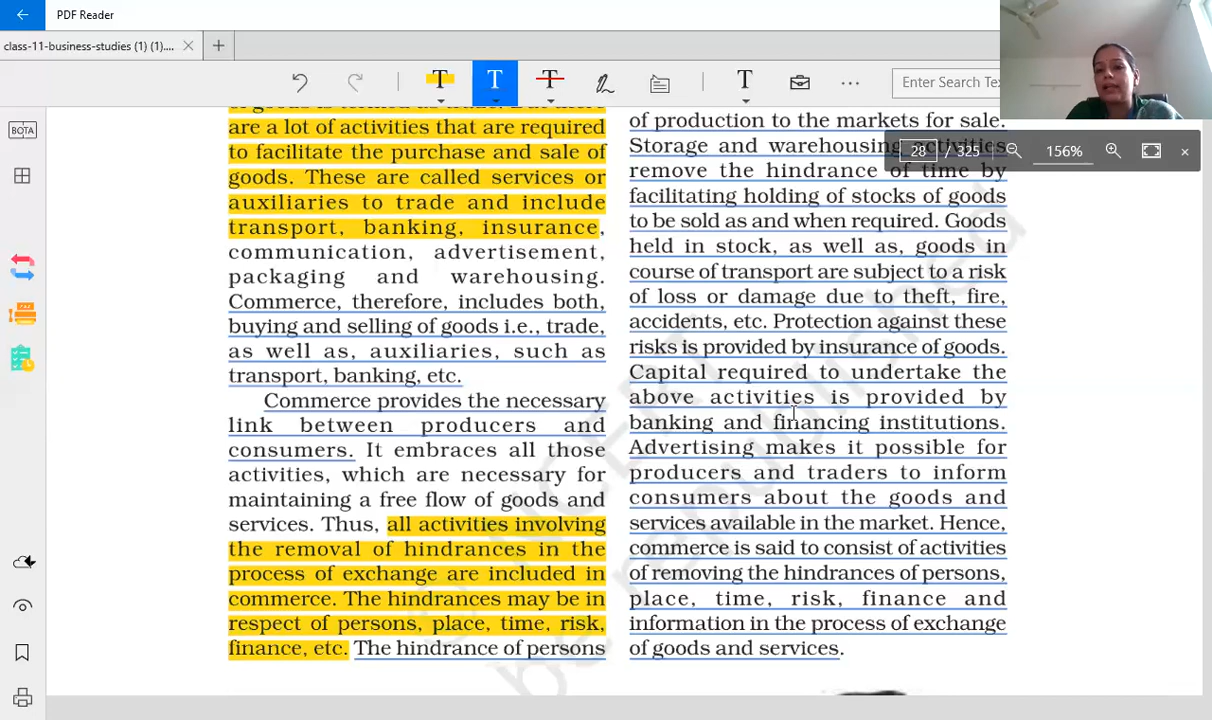 PDF Reader
class-11-business-studies (1) (1)....
Enter Search Tex
28 / 325
156%
BOTA
of goods is termed as trade. But there
are a lot of activities that are required
to facilitate the purchase and sale of
goods. These are called services or
auxiliaries to trade and include
transport, banking, insurance,
communication, advertisement,
packaging and warehousing.
Commerce, therefore, includes both,
buying and selling of goods i.e., trade,
as well as, auxiliaries, such as
transport, banking, etc.
Commerce provides the necessary
link between producers and
consumers. It embraces all those
activities, which are necessary for
maintaining a free flow of goods and
services. Thus, all activities involving
the removal of hindrances in the
process of exchange are included in
commerce. The hindrances may be in
respect of persons, place, time, risk,
finance, etc. The hindrance of persons
of production to the markets for sale.
Storage and warehousing activities
remove the hindrance of time by
facilitating holding of stocks of goods
to be sold as and when required. Goods
held in stock, as well as, goods in
course of transport are subject to a risk
of loss or damage due to theft, fire,
accidents, etc. Protection against these
risks is provided by insurance of goods.
Capital required to undertake the
above activities is provided by
banking and financing institutions.
Advertising makes it possible for
producers and traders to inform
consumers about the goods and
services available in the market. Hence,
commerce is said to consist of activities
of removing the hindrances of persons,
place, time, risk, finance and
information in the process of exchange
of goods and services.